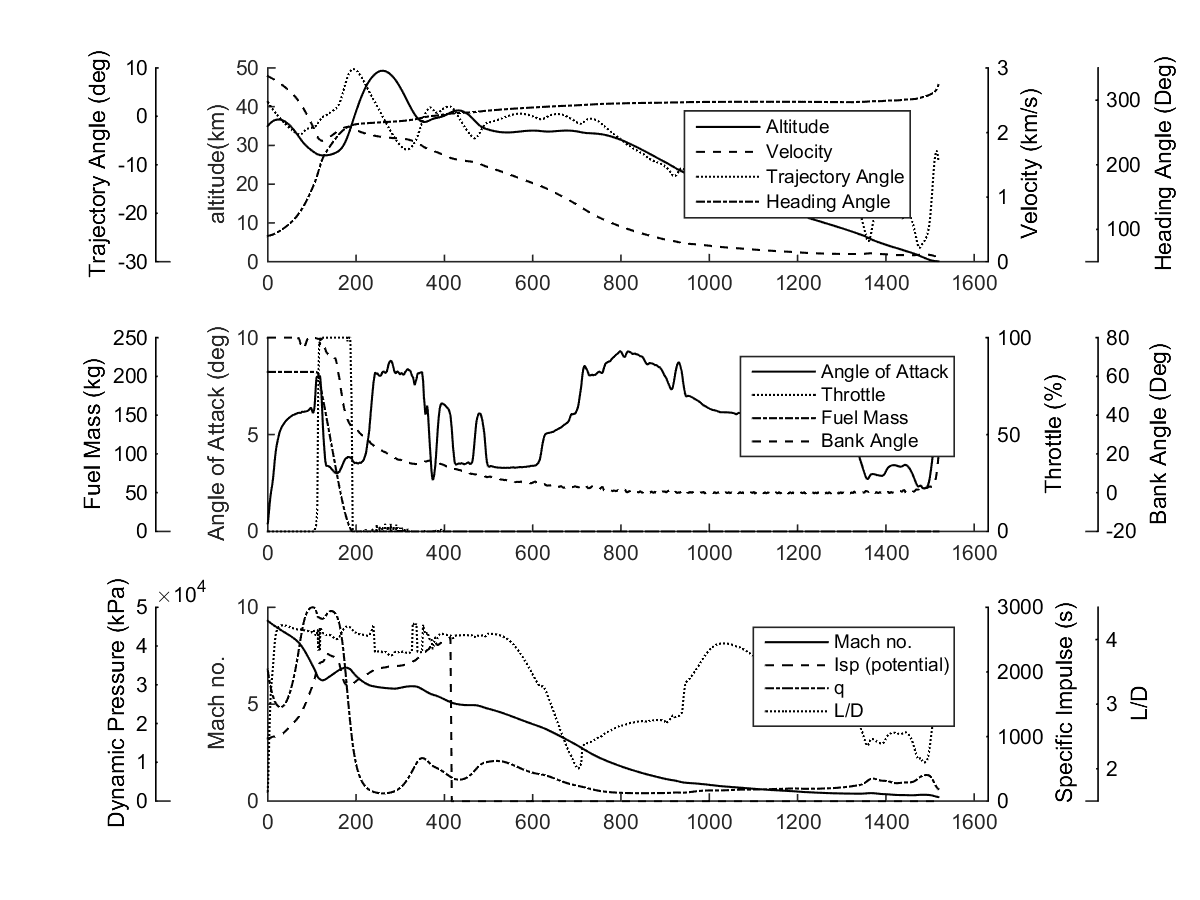 Trajectory Angle (deg)
10
0
-10
-20
-30
altitude(km)
50
40
30
20
10
0
0 200 400 600 800 1000 1200 1400 1600
Altitude
Velocity
Trajectory Angle
Heading Angle
3
2
1
0
Velocity (km/s)
300
200
100
Heading Angle (Deg)
Fuel Mass (kg)
250
200
150
100
50
0
Angle of Attack (deg)
10
5
0
0 200 400 600 800 1000 1200 1400 1600
Angle of Attack
Throttle
Fuel Mass
Bank Angle
100
50
0
Throttle (%)
80
60
40
20
0
-20
Bank Angle (Deg)
Dynamic Pressure (kPa)
×10⁴
5
4
3
2
1
0
Mach no.
10
5
0
0 200 400 600 800 1000 1200 1400 1600
Mach no.
Isp (potential)
q
L/D
3000
2000
1000
0
Specific Impulse (s)
4
3
2
L/D